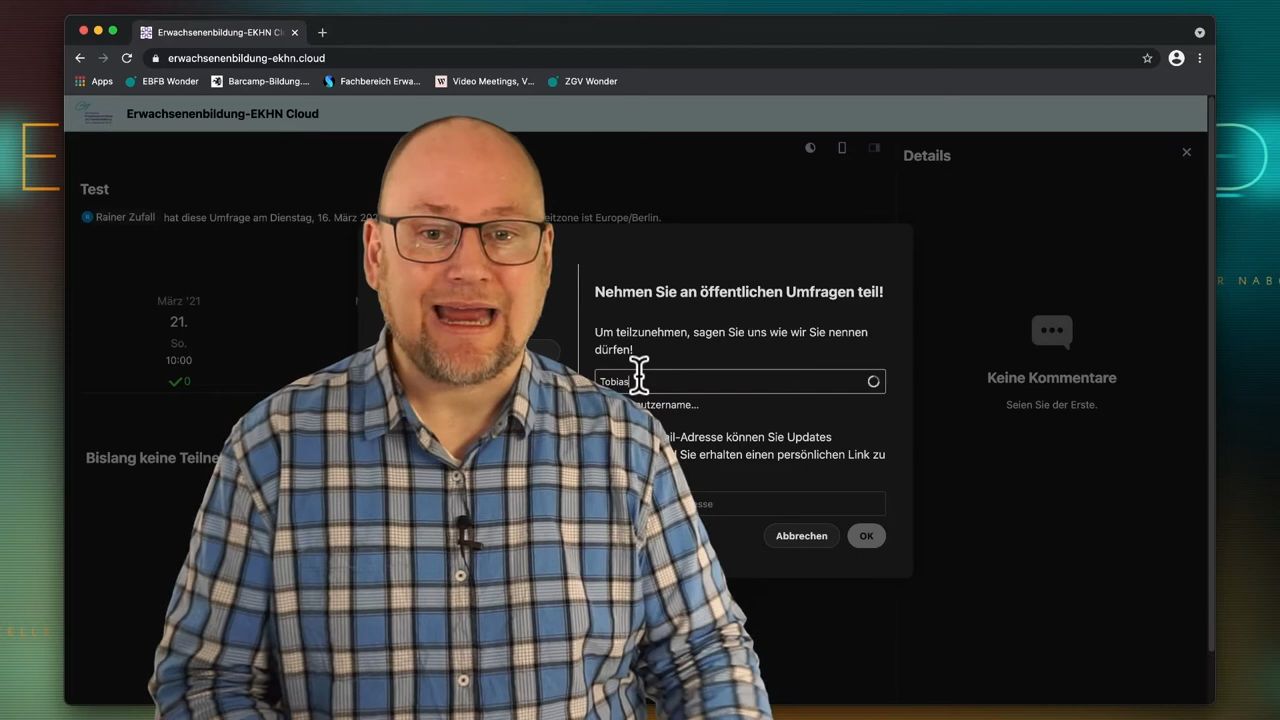 Erwachsenenbildung-EKHN Cl
erwachsenenbildung-ekhn.cloud
Apps EBFB Wonder Barcamp-Bildung.... Fachbereich Erwa... Video Meetings, V... ZGV Wonder
Erwachsenenbildung-EKHN Cloud
Test
Rainer Zufall hat diese Umfrage am Dienstag, 16. März 202 eitzone ist Europe/Berlin.
Details
März '21
21.
So.
10:00
0
Bislang keine Teilne
Nehmen Sie an öffentlichen Umfragen teil!
Um teilzunehmen, sagen Sie uns wie wir Sie nennen
dürfen!
Tobias
utzername...
il-Adresse können Sie Updates
Sie erhalten einen persönlichen Link zu
esse
Abbrechen OK
Keine Kommentare
Seien Sie der Erste.
E D
R NAB